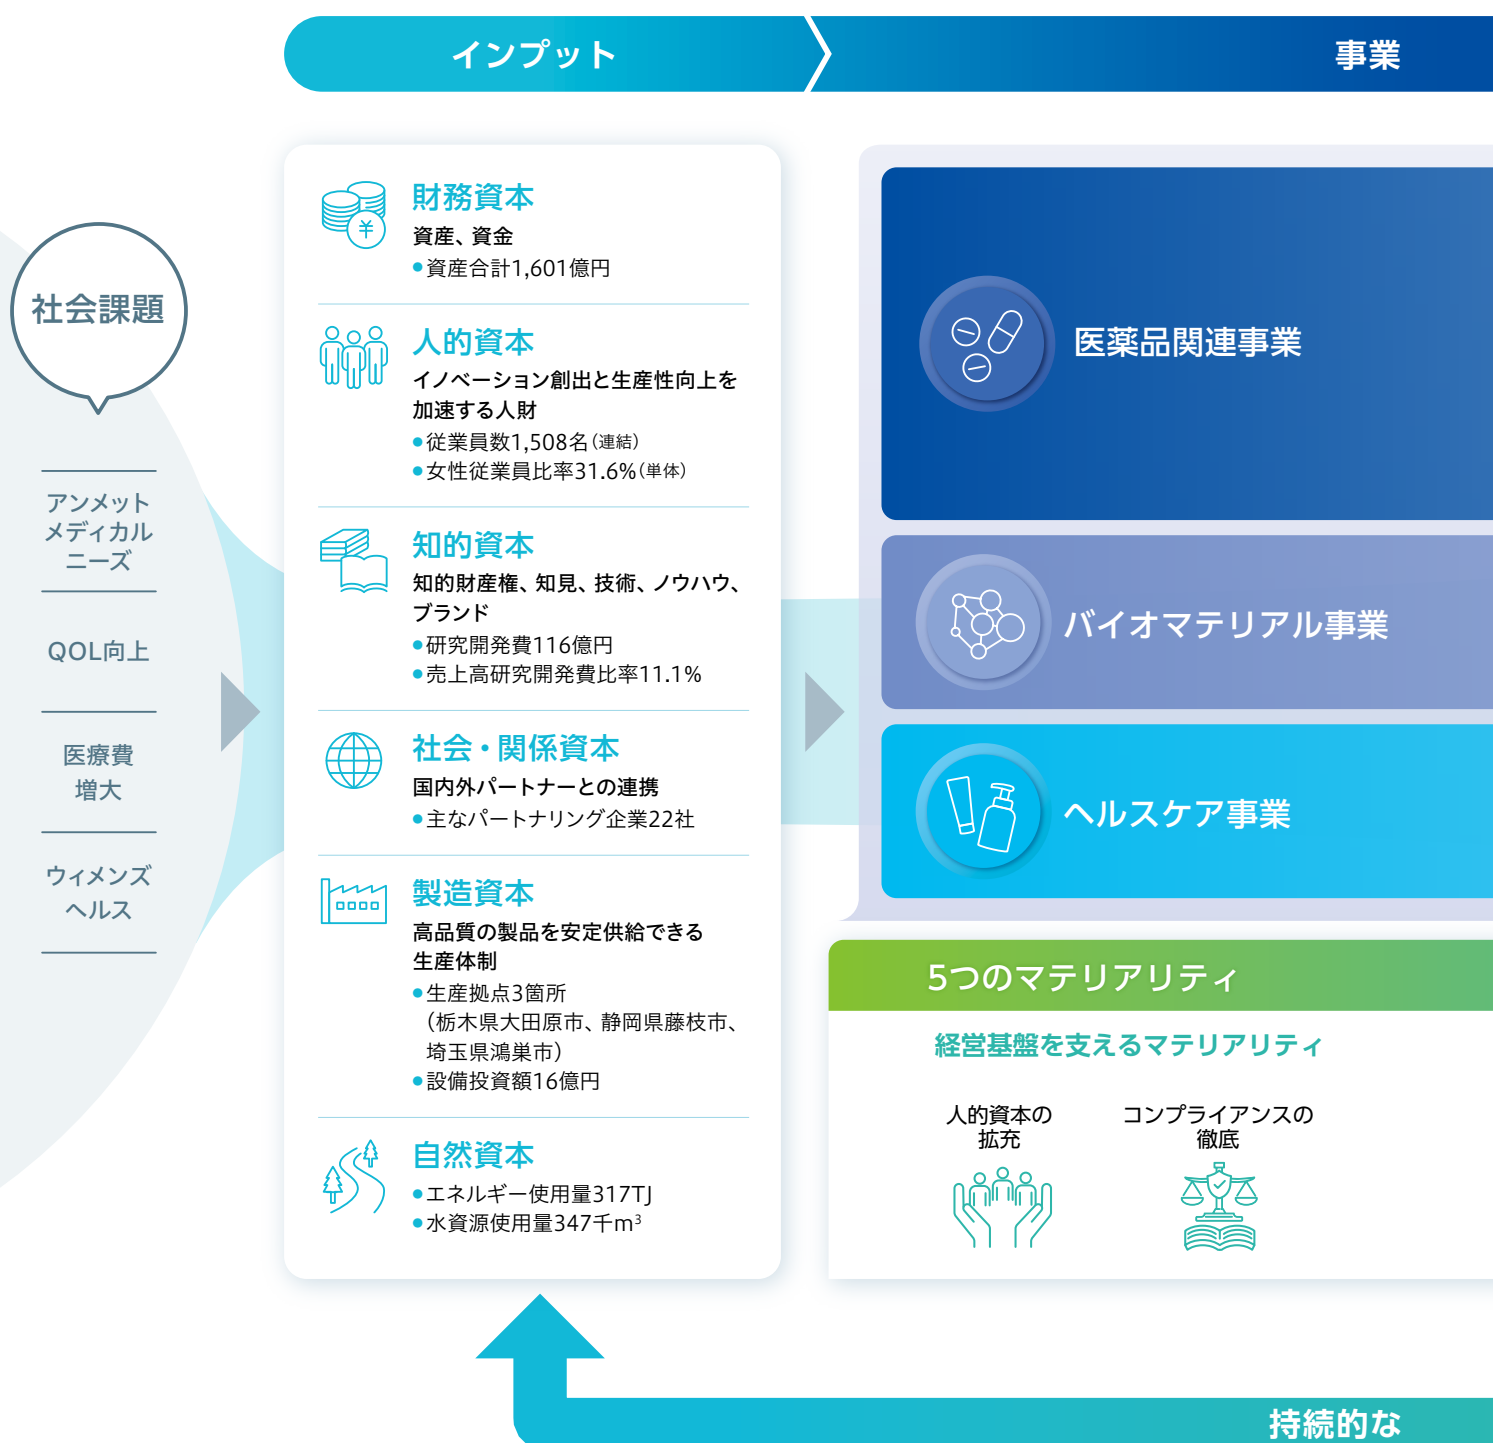 インプット
事業
社会課題
アンメット
メディカル
ニーズ
QOL向上
医療費
増大
ウィメンズ
ヘルス
財務資本
資産、資金
●資産合計1,601億円
人的資本
イノベーション創出と生産性向上を
加速する人財
●従業員数1,508名(連結)
●女性従業員比率31.6%(単体)
知的資本
知的財産権、知見、技術、ノウハウ、
ブランド
●研究開発費116億円
●売上高研究開発費比率11.1%
社会・関係資本
国内外パートナーとの連携
●主なパートナリング企業22社
製造資本
高品質の製品を安定供給できる
生産体制
●生産拠点3箇所
(栃木県大田原市、静岡県藤枝市、
埼玉県鴻巣市)
●設備投資額16億円
自然資本
●エネルギー使用量317TJ
●水資源使用量347千m³
医薬品関連事業
バイオマテリアル事業
ヘルスケア事業
5つのマテリアリティ
経営基盤を支えるマテリアリティ
人的資本の
拡充
コンプライアンスの
徹底
持続的な